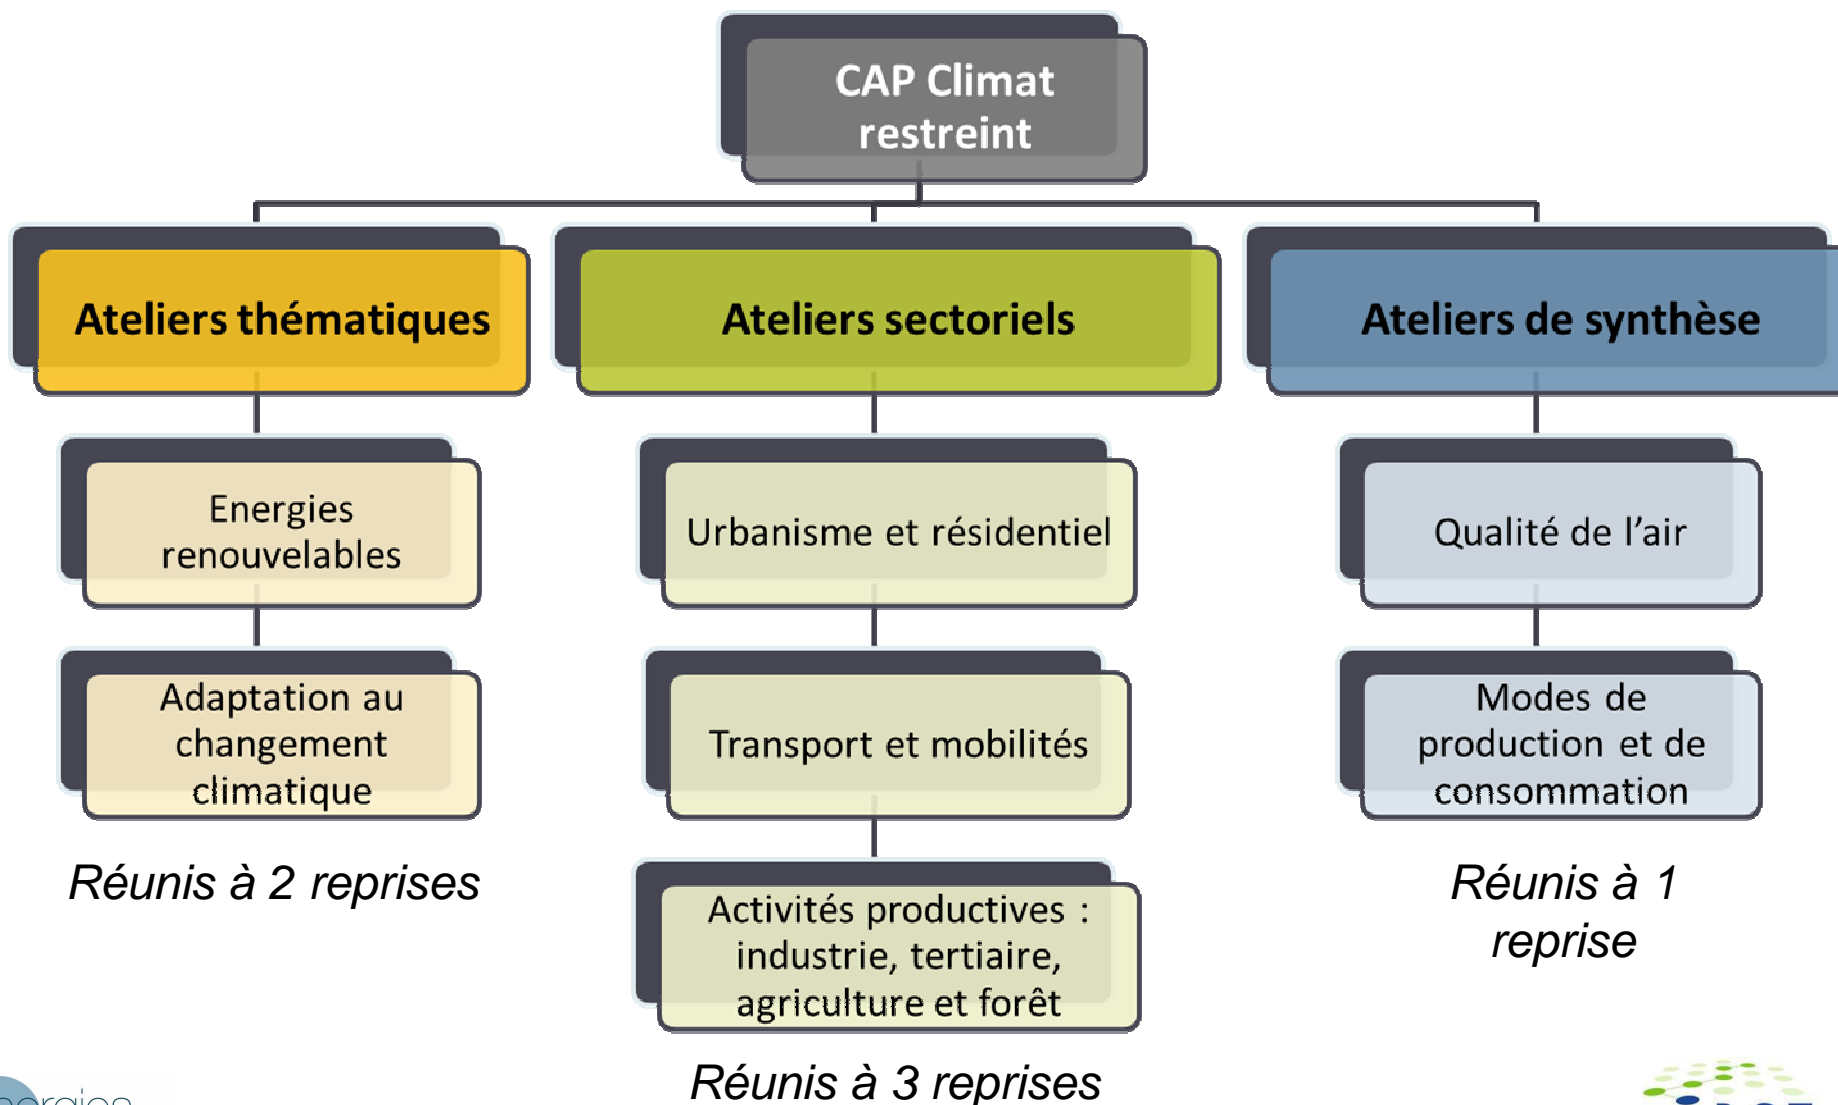 CAP Climat
restreint
Ateliers thématiques
Energies
renouvelables
Adaptation au
changement
climatique
Réunis à 2 reprises
Ateliers sectoriels
Urbanisme et résidentiel
Transport et mobilités
Activités productives :
industrie, tertiaire,
agriculture et forêt
Réunis à 3 reprises
Ateliers de synthèse
Qualité de l’air
Modes de
production et de
consommation
Réunis à 1
reprise